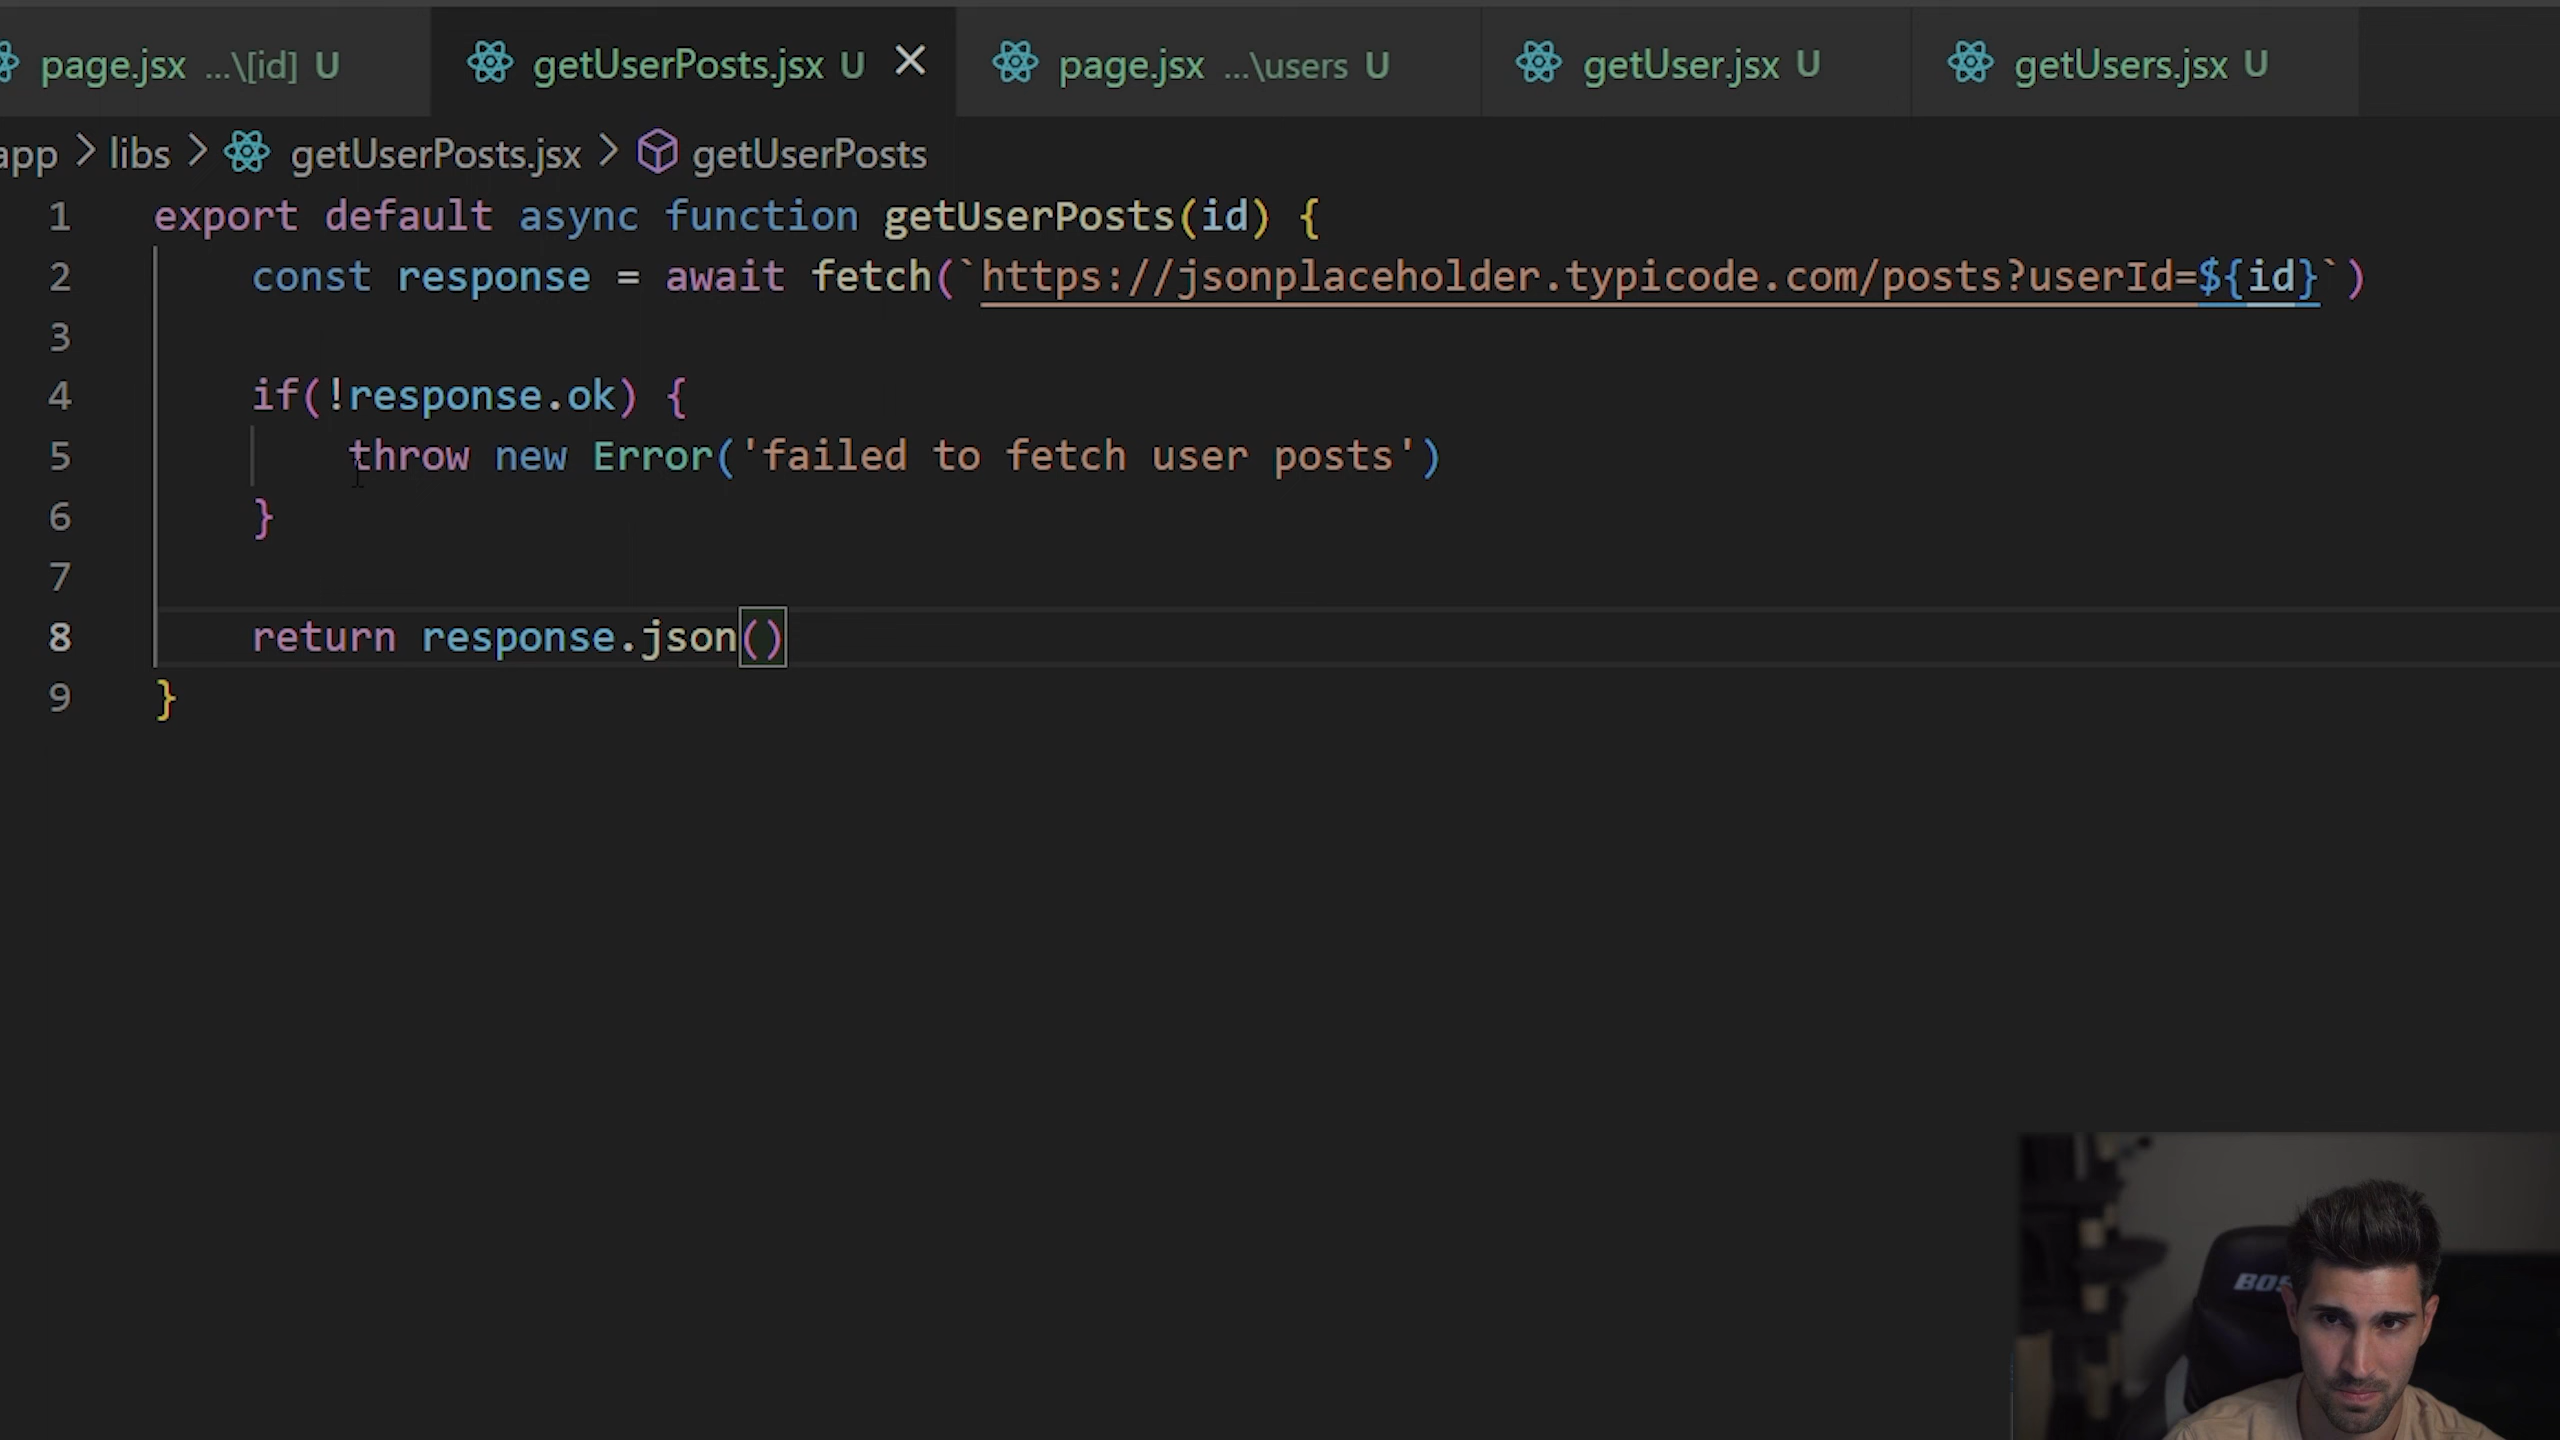 page.jsx ...\[id] U getUserPosts.jsx U page.jsx ...\users U getUser.jsx U getUsers.jsx U
app > libs > getUserPosts.jsx > getUserPosts
1 export default async function getUserPosts(id) {
2 const response = await fetch(`https://jsonplaceholder.typicode.com/posts?userId=${id}`)
3
4 if(!response.ok) {
5 throw new Error('failed to fetch user posts')
6 }
7
8 return response.json()
9 }